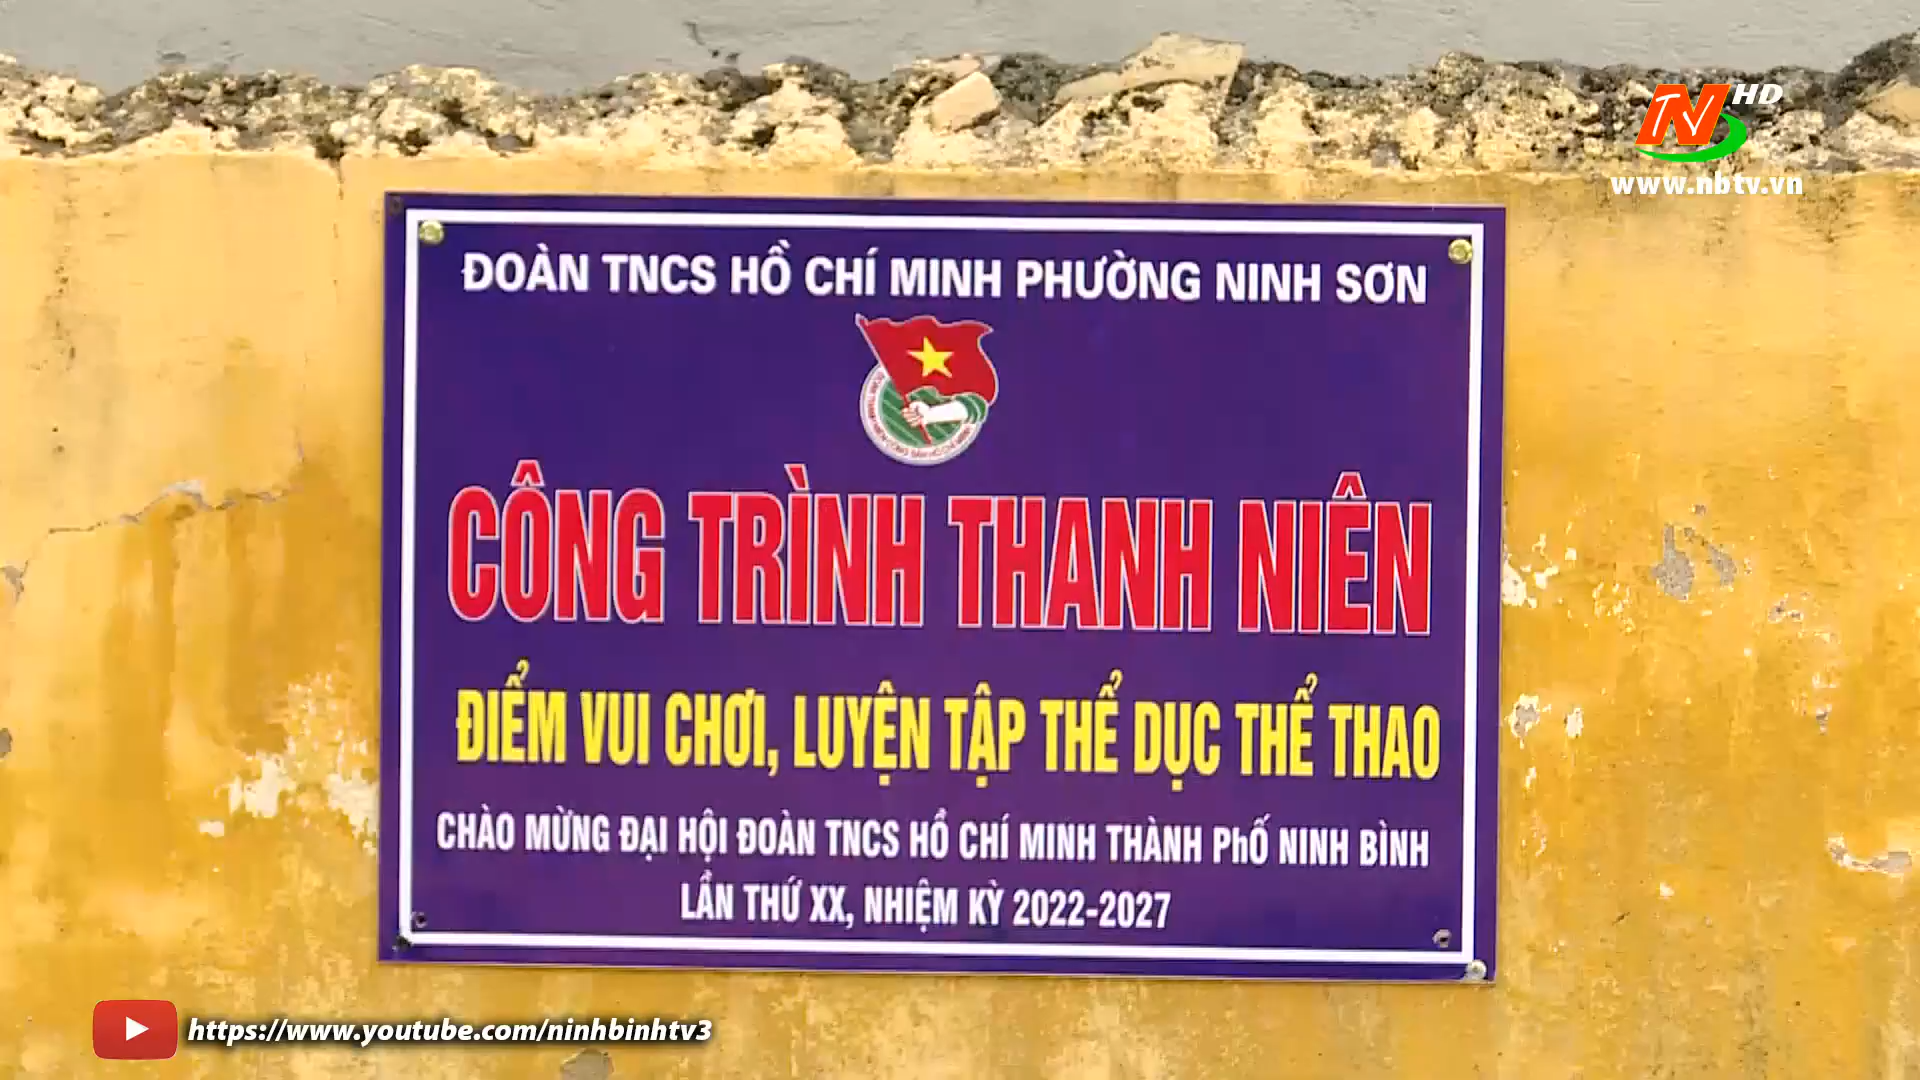 TV N HD
www.nbtv.vn
ĐOÀN TNCS HỒ CHÍ MINH PHƯỜNG NINH SƠN
CÔNG TRÌNH THANH NIÊN
ĐIỂM VUI CHƠI, LUYỆN TẬP THỂ DỤC THỂ THAO
CHÀO MỪNG ĐẠI HỘI ĐOÀN TNCS HỒ CHÍ MINH THÀNH PhỐ NINH BÌNH
LẦN THỨ XX, NHIỆM KỲ 2022-2027
https://www.youtube.com/ninhbinhtv3